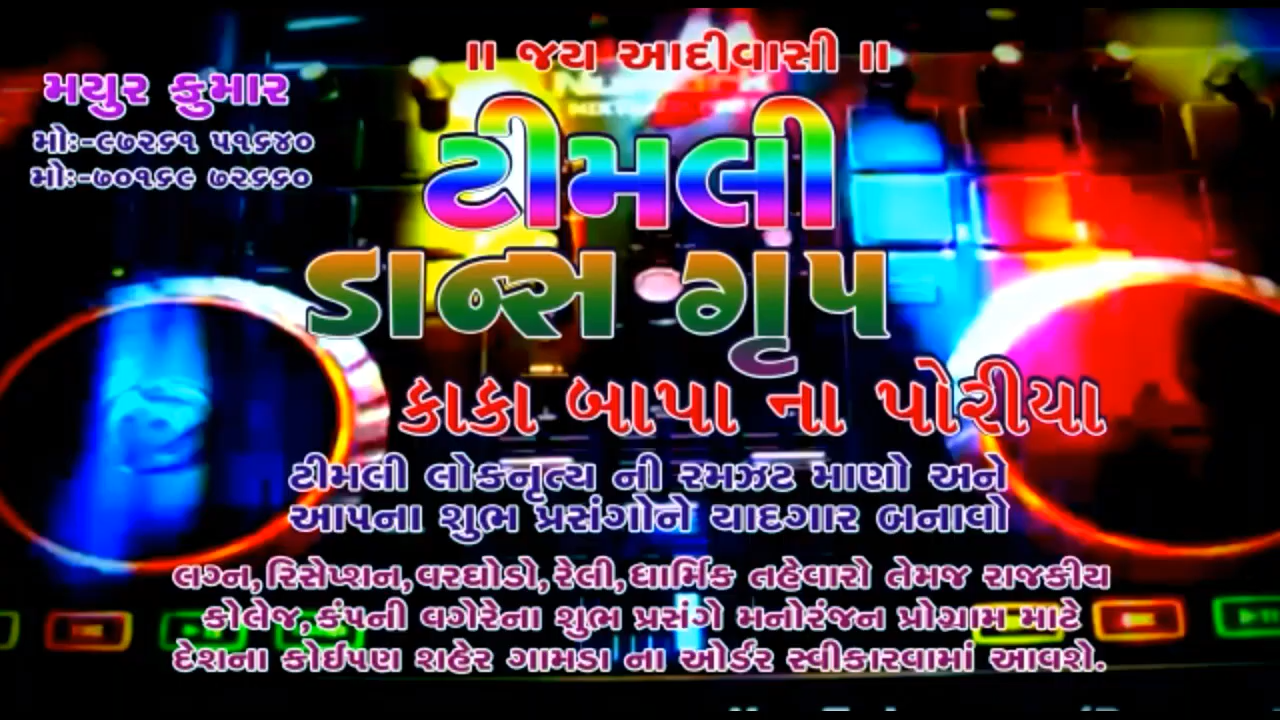 ॥ જય આદીવાસી ॥
મયુર કુમાર
મોઃ-૯૭૨૬૧ ૫૧૬૪૦
મોઃ-૭૦૧૬૯ ૭૨૬૬૦
ટીમલી
ડાન્સ ગૃપ
કાકા બાપા ના પોરીયા
ટીમલી લોકનૃત્ય ની રમઝટ માણો અને
આપના શુભ પ્રસંગોને યાદગાર બનાવો
લગ્ન,રિસેપ્શન,વરઘોડો,રેલી,ધાર્મિક તહેવારો તેમજ રાજકીય
કોલેજ,કંપની વગેરેના શુભ પ્રસંગે મનોરંજન પ્રોગ્રામ માટે
દેશના કોઈપણ શહેર ગામડા ના ઓર્ડર સ્વીકારવામાં આવશે.